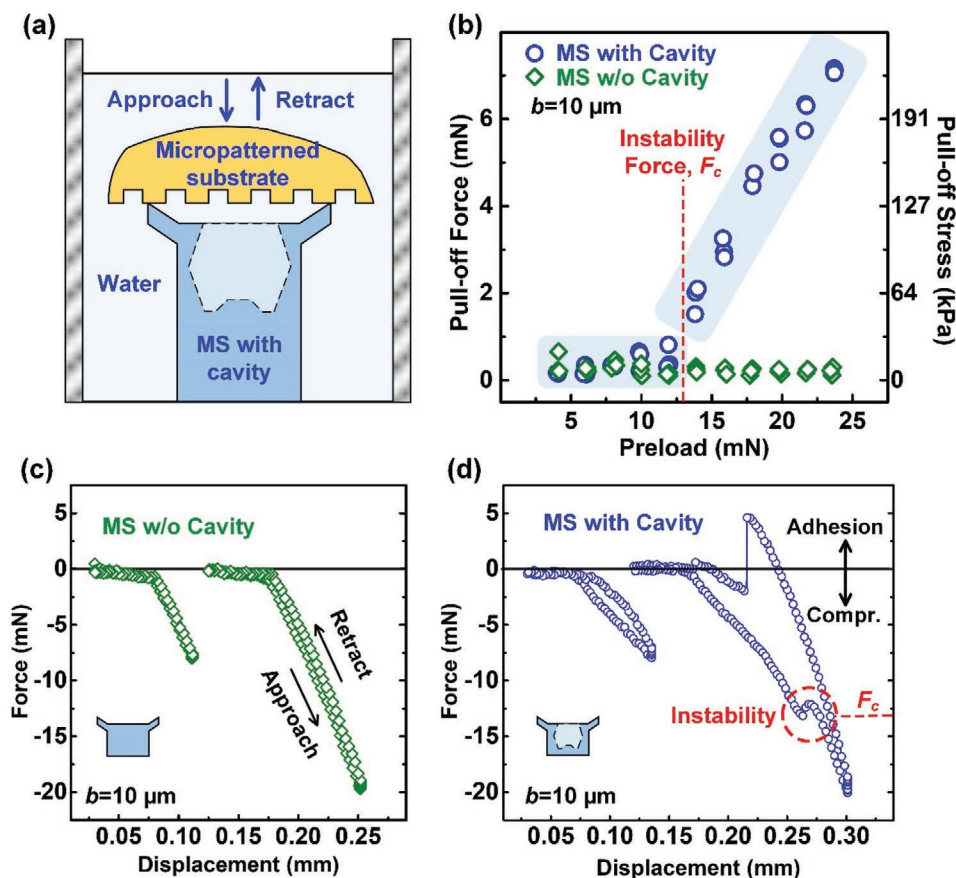 (a)
Approach
Retract
Micropatterned
substrate
Water
MS with
cavity
(b)
MS with Cavity
MS w/o Cavity
b=10 μm
Instability
Force, Fc
Pull-off Force (mN)
6
4
2
0
Pull-off Stress (kPa)
191
127
64
0
5
10
15
20
25
Preload (mN)
(c)
MS w/o Cavity
Force (mN)
5
0
-5
-10
-15
-20
Retract
Approach
b=10 μm
0.05
0.10
0.15
0.20
0.25
Displacement (mm)
(d)
MS with Cavity
Adhesion
Compr.
Force (mN)
5
0
-5
-10
-15
-20
Instability
Fc
b=10 μm
0.05
0.10
0.15
0.20
0.25
0.30
Displacement (mm)